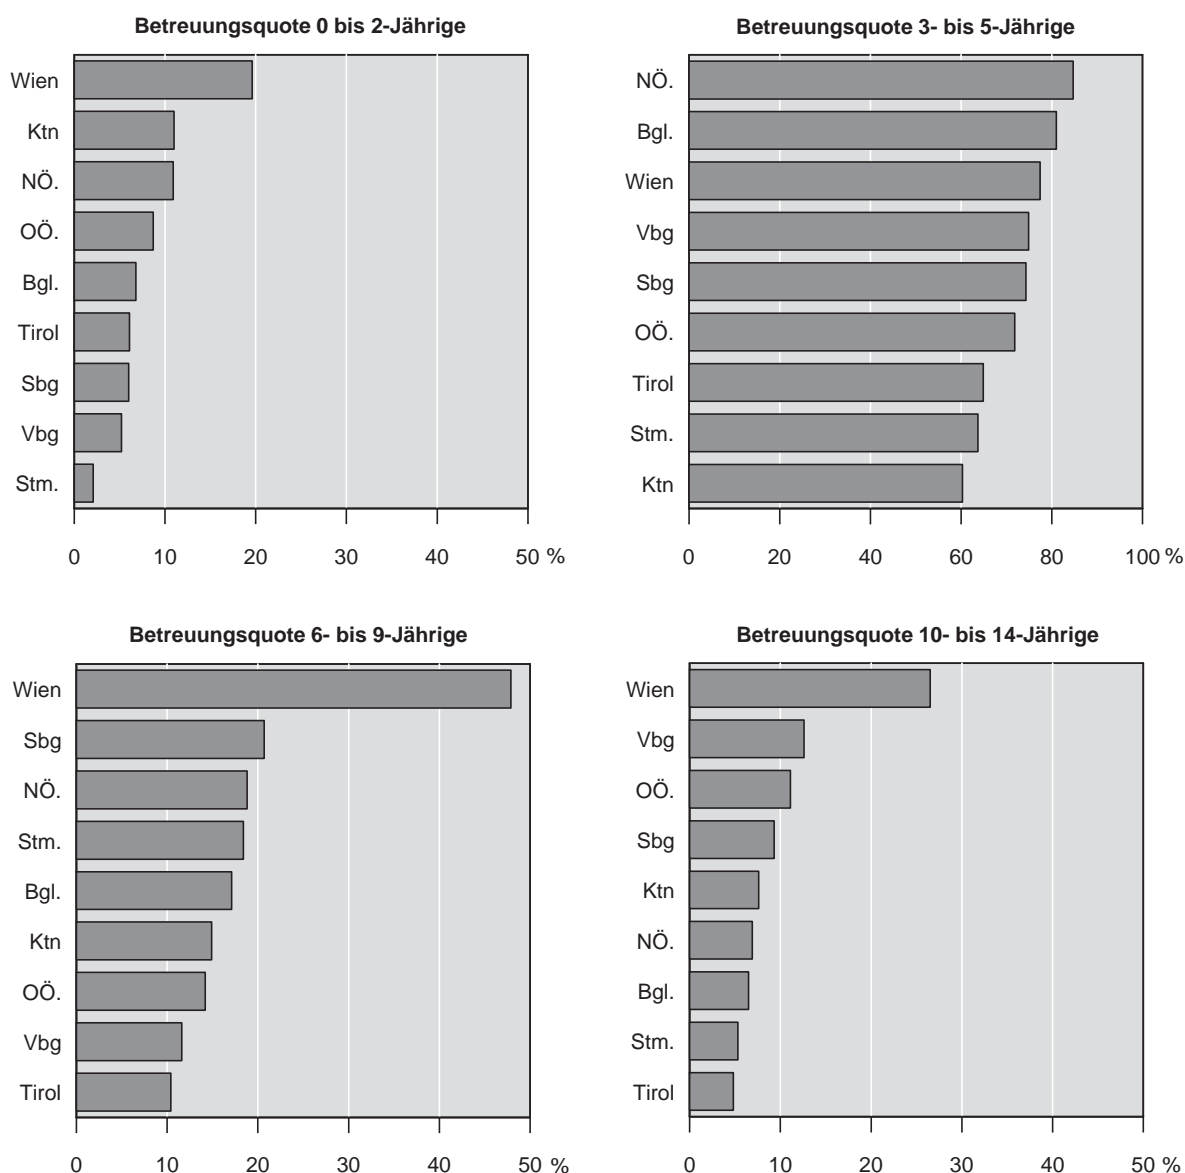 Betreuungsquote 0 bis 2-Jährige
Wien
Ktn
NÖ.
OÖ.
Bgl.
Tirol
Sbg
Vbg
Stm.
0 10 20 30 40 50 %
Betreuungsquote 3- bis 5-Jährige
NÖ.
Bgl.
Wien
Vbg
Sbg
OÖ.
Tirol
Stm.
Ktn
0 20 40 60 80 100 %
Betreuungsquote 6- bis 9-Jährige
Wien
Sbg
NÖ.
Stm.
Bgl.
Ktn
OÖ.
Vbg
Tirol
0 10 20 30 40 50 %
Betreuungsquote 10- bis 14-Jährige
Wien
Vbg
OÖ.
Sbg
Ktn
NÖ.
Bgl.
Stm.
Tirol
0 10 20 30 40 50 %